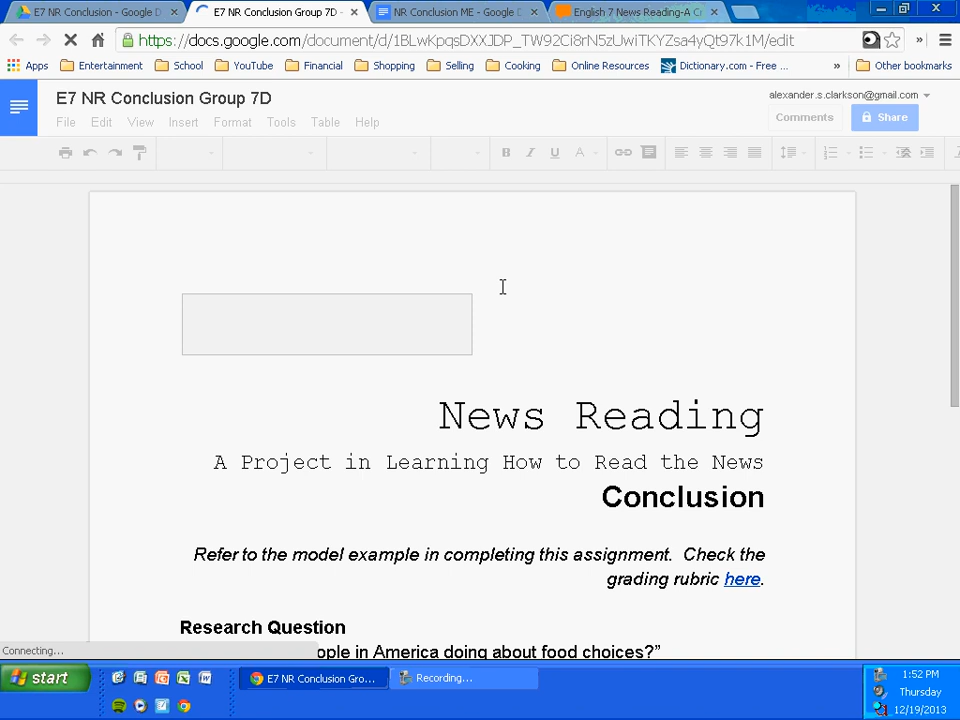 E7 NR Conclusion - Google D
E7 NR Conclusion Group 7D -
NR Conclusion ME - Google D
English 7 News Reading-A Ci
https://docs.google.com/document/d/1BLwKpqsDXXJDP_TW92Ci8rN5zUwiTKYZsa4yQt97k1M/edit
Apps Entertainment School YouTube Financial Shopping Selling Cooking Online Resources Dictionary.com - Free ... » Other bookmarks
E7 NR Conclusion Group 7D
alexander.s.clarkson@gmail.com
File Edit View Insert Format Tools Table Help
Comments
Share
B I U A
News Reading
A Project in Learning How to Read the News
Conclusion
Refer to the model example in completing this assignment. Check the
grading rubric here.
Research Question
ople in America doing about food choices?”
Connecting...
start
E7 NR Conclusion Gro...
Recording...
1:52 PM
Thursday
12/19/2013